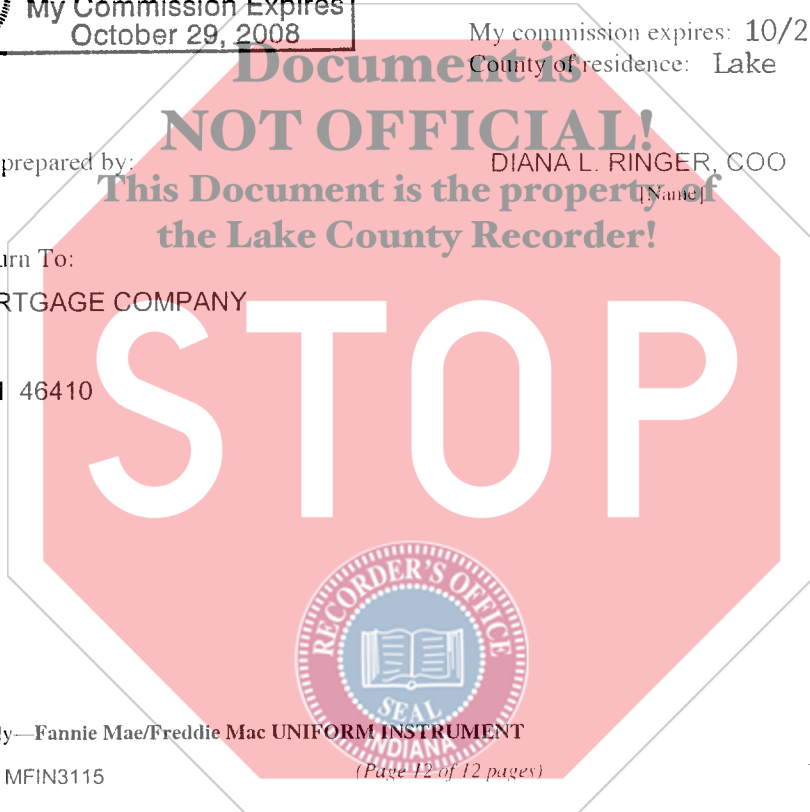 My Commission Expires
October 29, 2008
My commission expires: 10/2
County of residence: Lake
Document is
NOT OFFICIAL!
prepared by:
DIANA L. RINGER, COO
[Name]
This Document is the property of
the Lake County Recorder!
urn To:
RTGAGE COMPANY
46410
STOP
RECORDER'S OFFICE
SEAL
INDIANA
ly—Fannie Mae/Freddie Mac UNIFORM INSTRUMENT
MFIN3115
(Page 12 of 12 pages)